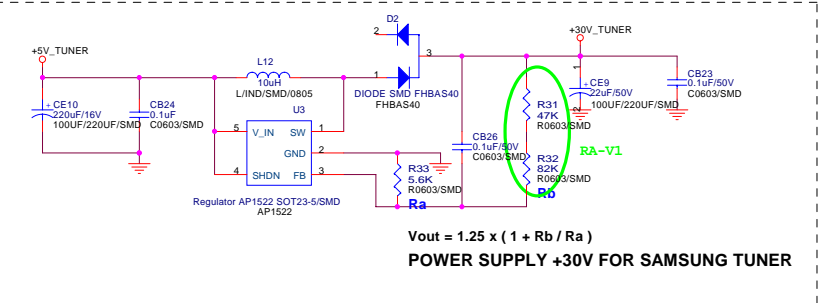 +5V_TUNER
+ CE10
220uF/16V
100UF/220UF/SMD
CB24
0.1uF
C0603/SMD
L12
10uH
L/IND/SMD/0805
U3
5 V_IN SW 1
GND 2
4 SHDN FB 3
Regulator AP1522 SOT23-5/SMD
AP1522
D2
2
3
1
DIODE SMD FHBAS40
FHBAS40
R33
5.6K
R0603/SMD
Ra
CB26
0.1uF/50V
C0603/SMD
R31
47K
R0603/SMD
R32
82K
R0603/SMD
Rb
RA-V1
+30V_TUNER
1
+ CE9
22uF/50V
100UF/220UF/SMD
2
CB23
0.1uF/50V
C0603/SMD
Vout = 1.25 x ( 1 + Rb / Ra )
POWER SUPPLY +30V FOR SAMSUNG TUNER